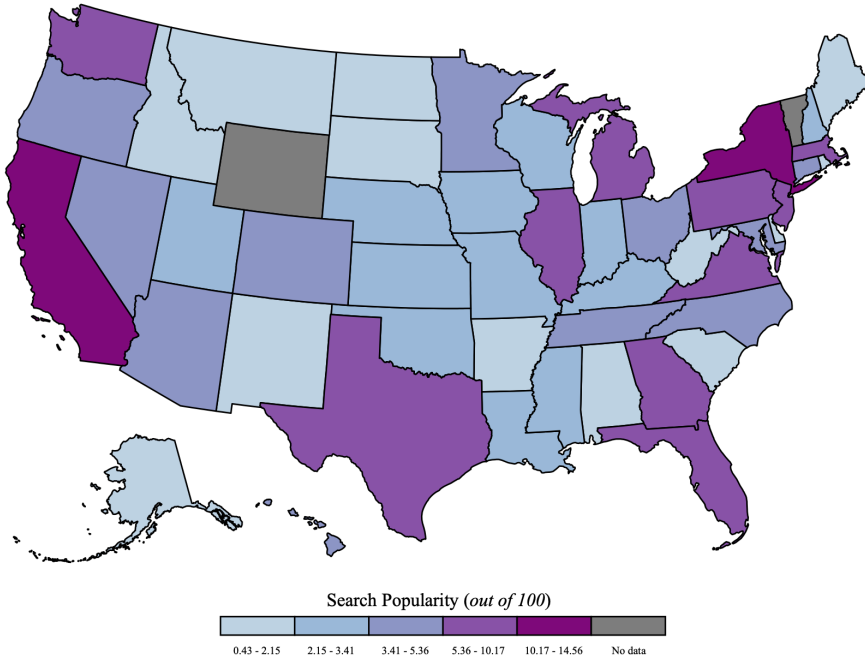 Search Popularity (out of 100)
0.43 - 2.15 2.15 - 3.41 3.41 - 5.36 5.36 - 10.17 10.17 - 14.56 No data